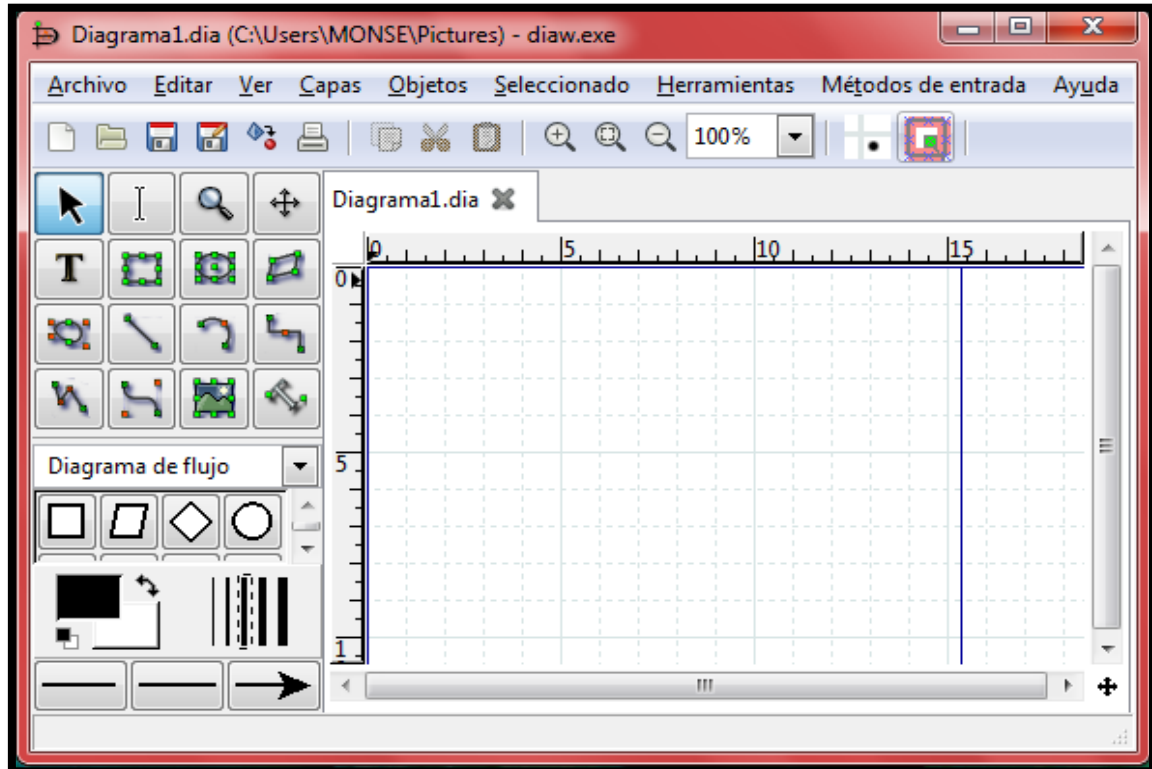 Diagrama1.dia (C:\Users\MONSE\Pictures) - diaw.exe
Archivo Editar Ver Capas Objetos Seleccionado Herramientas Métodos de entrada Ayuda
100%
Diagrama1.dia
0 5 10 15
T
0
5
Diagrama de flujo
1